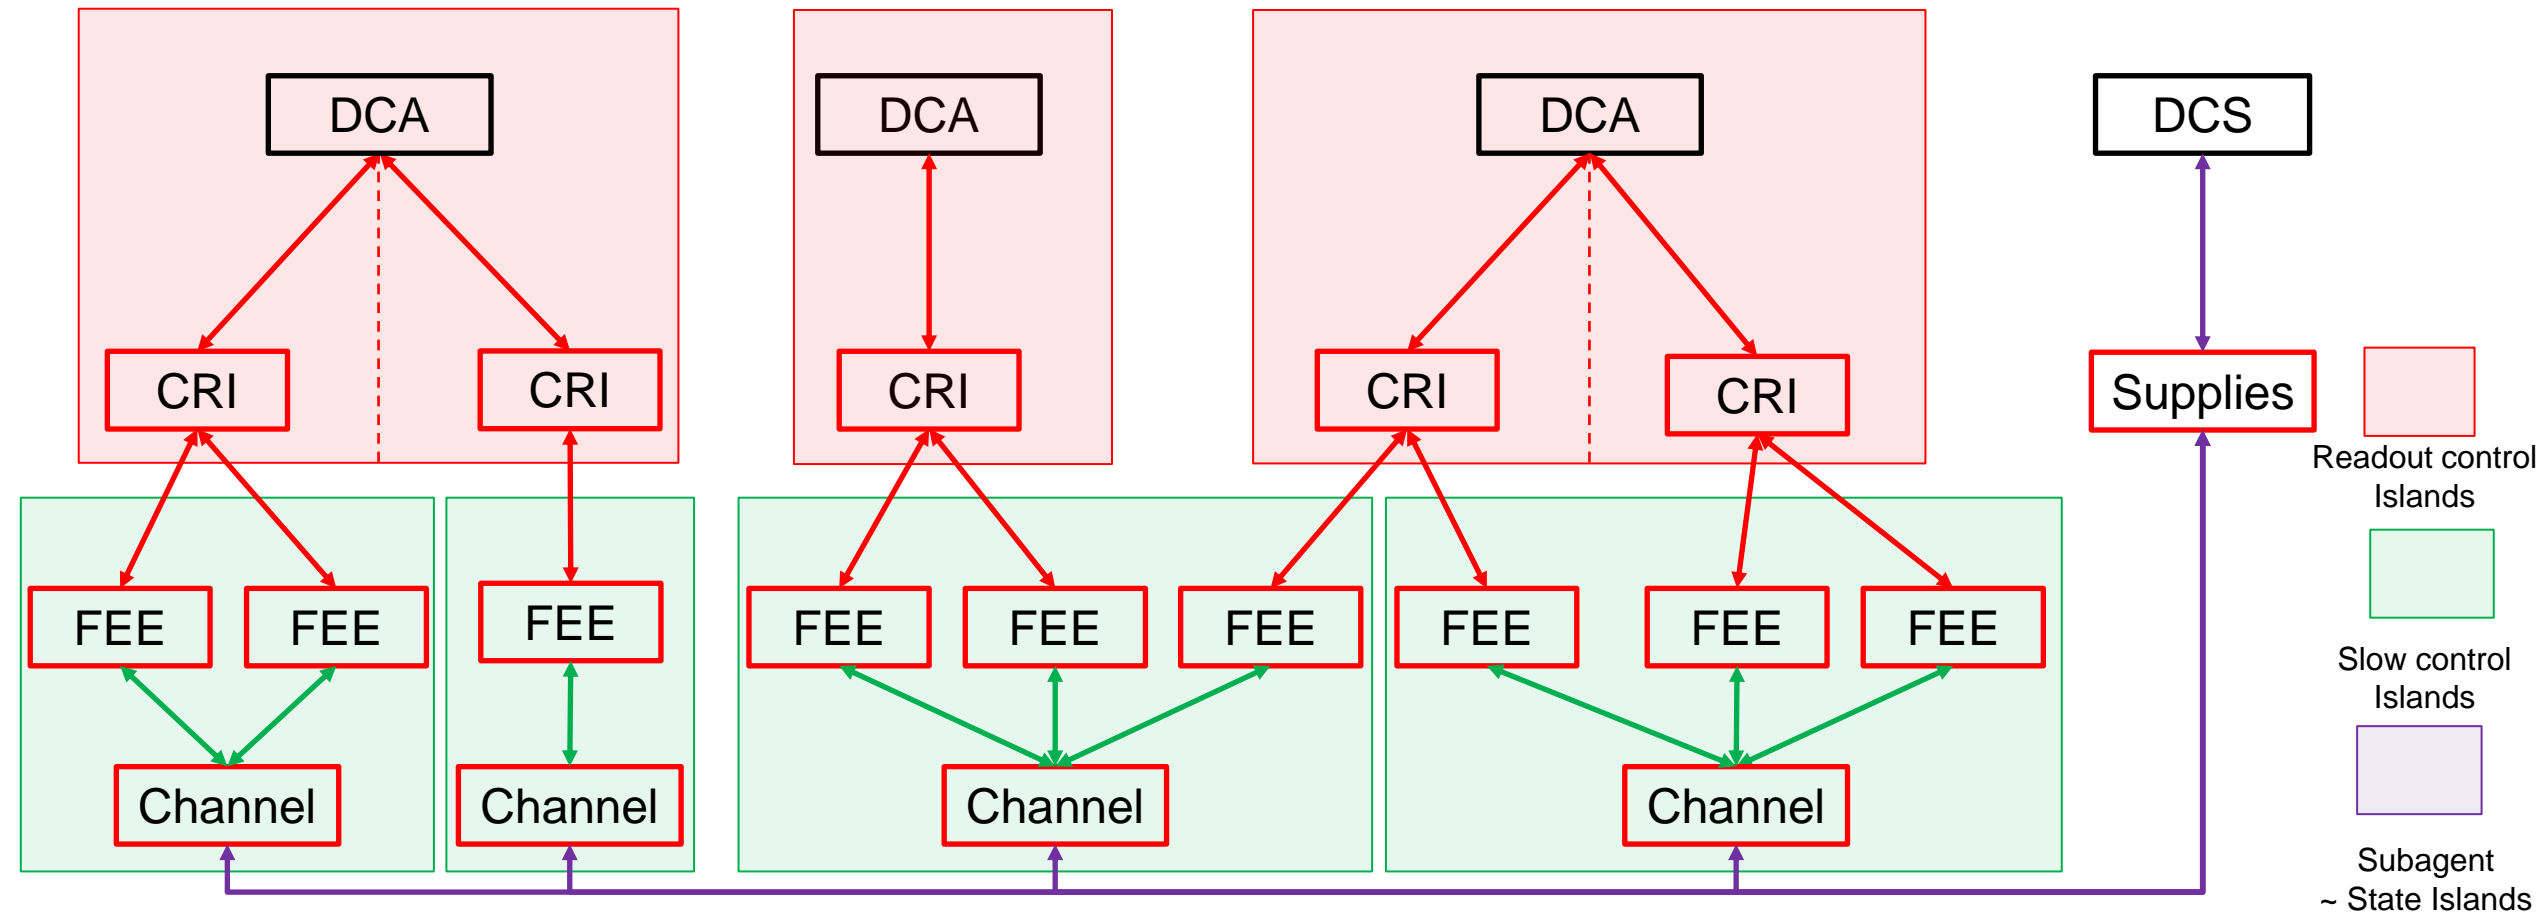 DCA
DCA
DCA
DCS
CRI
CRI
CRI
CRI
CRI
Supplies
Readout control
Islands
FEE
FEE
FEE
FEE
FEE
FEE
FEE
FEE
FEE
Slow control
Islands
Channel
Channel
Channel
Channel
Subagent
~ State Islands